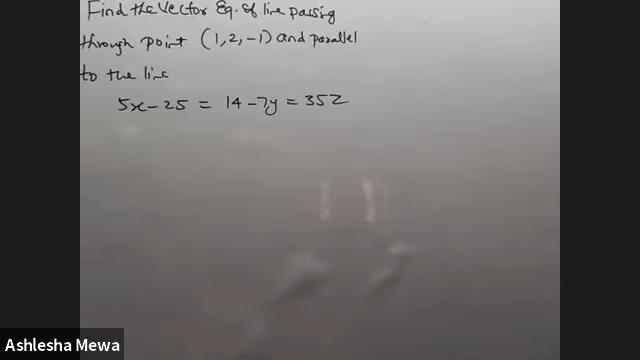 Find the Vector Eq. of line passing
through point (1, 2, -1) and parallel
to the line
5x - 25 = 14 - 7y = 35Z
Ashlesha Mewa